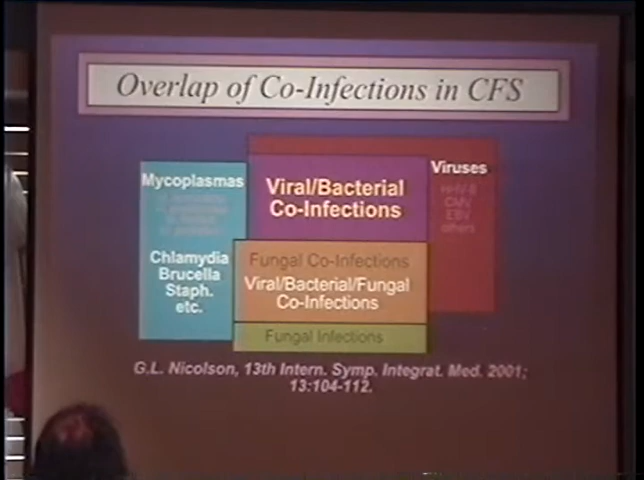 Overlap of Co-Infections in CFS
Mycoplasmas
Chlamydia
Brucella
Staph.
etc.
Viral/Bacterial
Co-Infections
Viruses
CMV
EBV
others
Fungal Co-Infections
Viral/Bacterial/Fungal
Co-Infections
Fungal Infections
G.L. Nicolson, 13th Intern. Symp. Integrat. Med. 2001;
13:104-112.